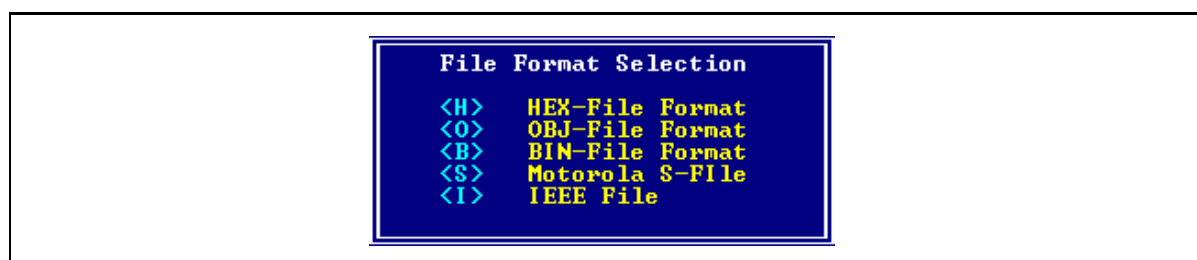 File Format Selection
<H> HEX-File Format
<O> OBJ-File Format
<B> BIN-File Format
<S> Motorola S-FIle
<I> IEEE File